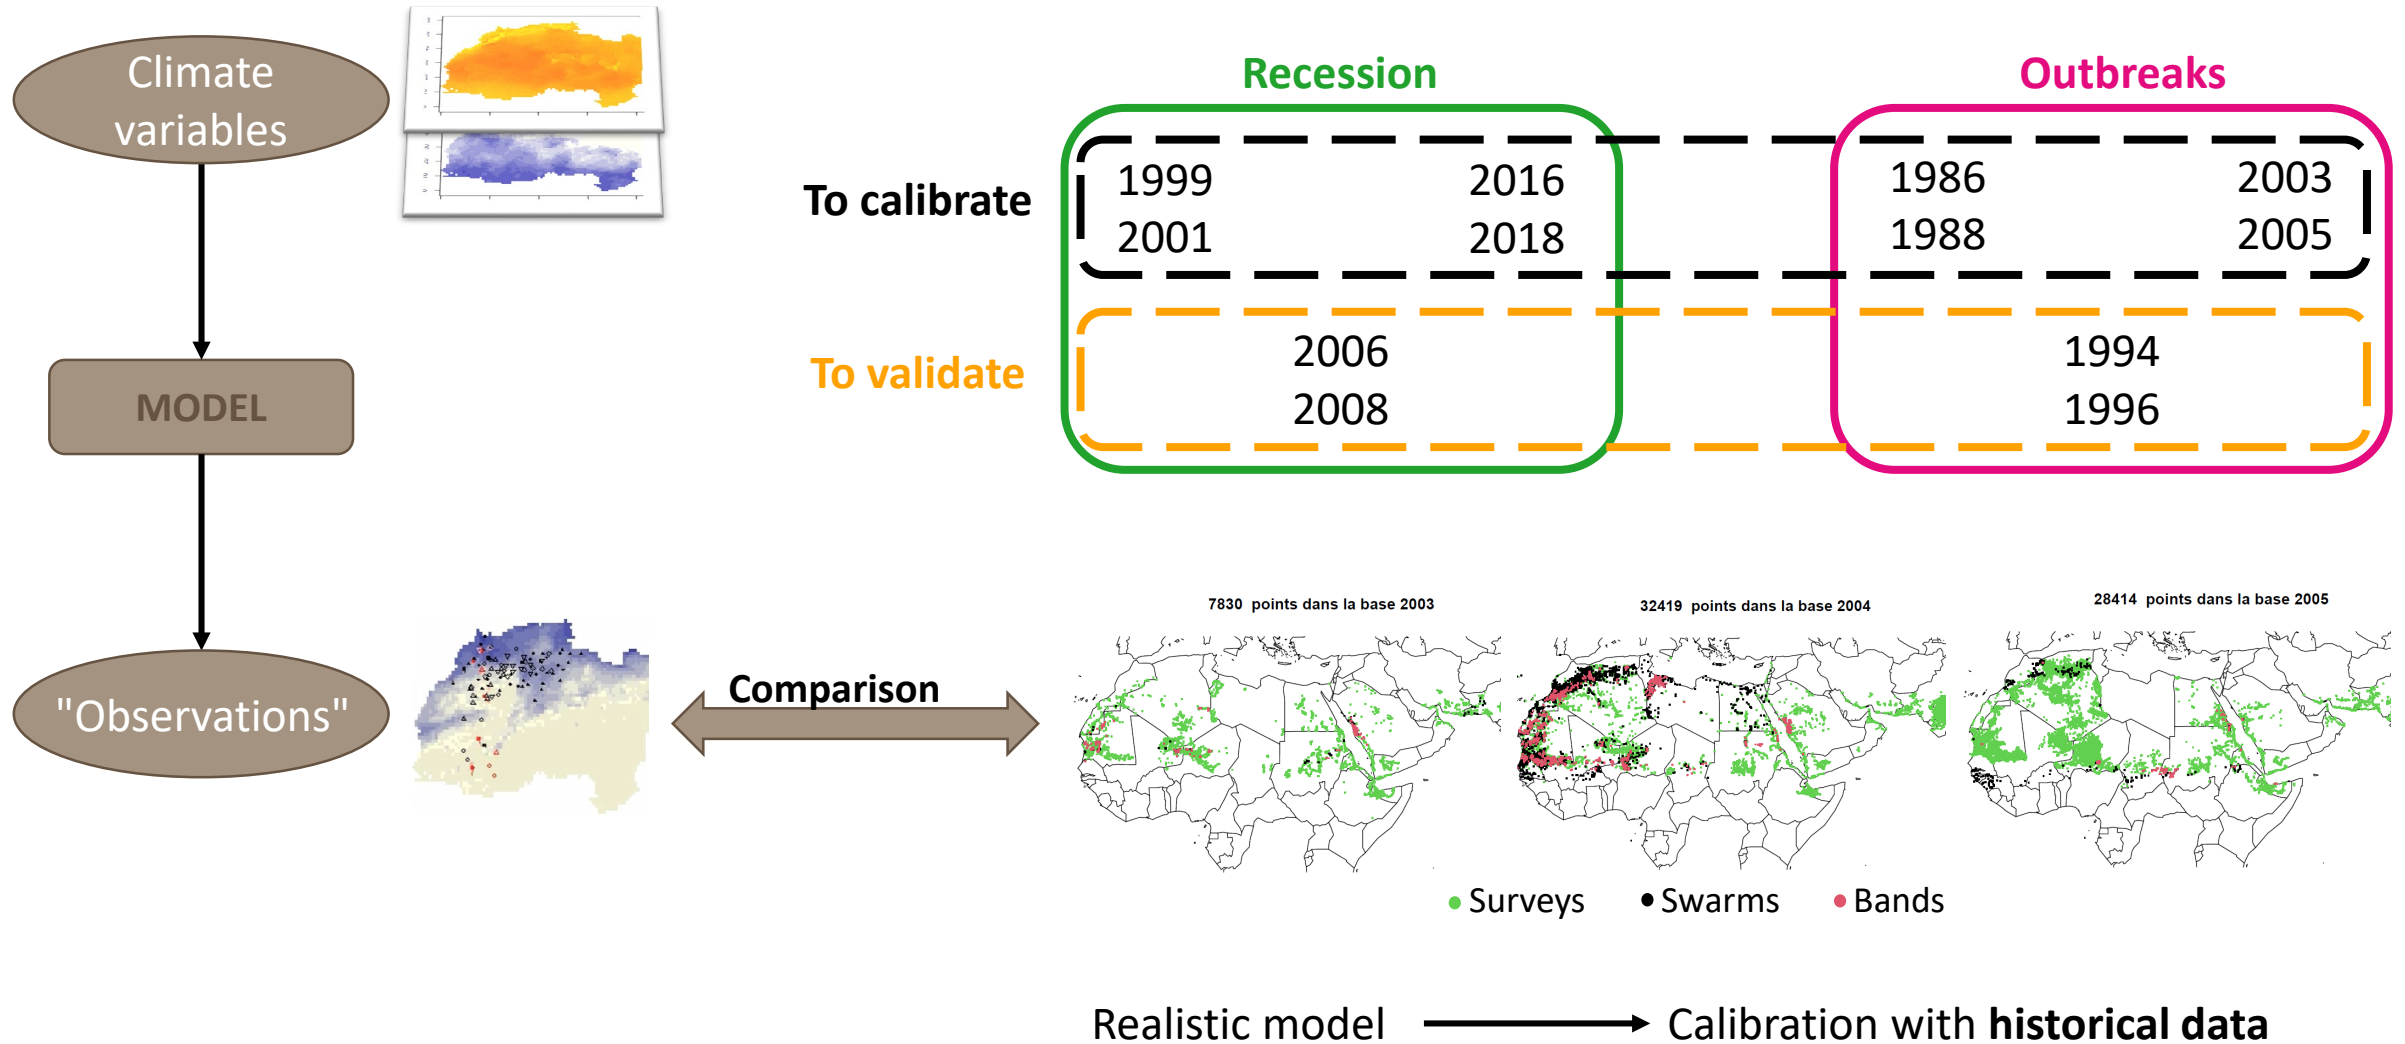 Climate
variables
MODEL
"Observations"
Recession
Outbreaks
To calibrate
1999
2016
1986
2003
2001
2018
1988
2005
To validate
2006
1994
2008
1996
Comparison
7830 points dans la base 2003
32419 points dans la base 2004
28414 points dans la base 2005
Surveys
Swarms
Bands
Realistic model
Calibration with historical data